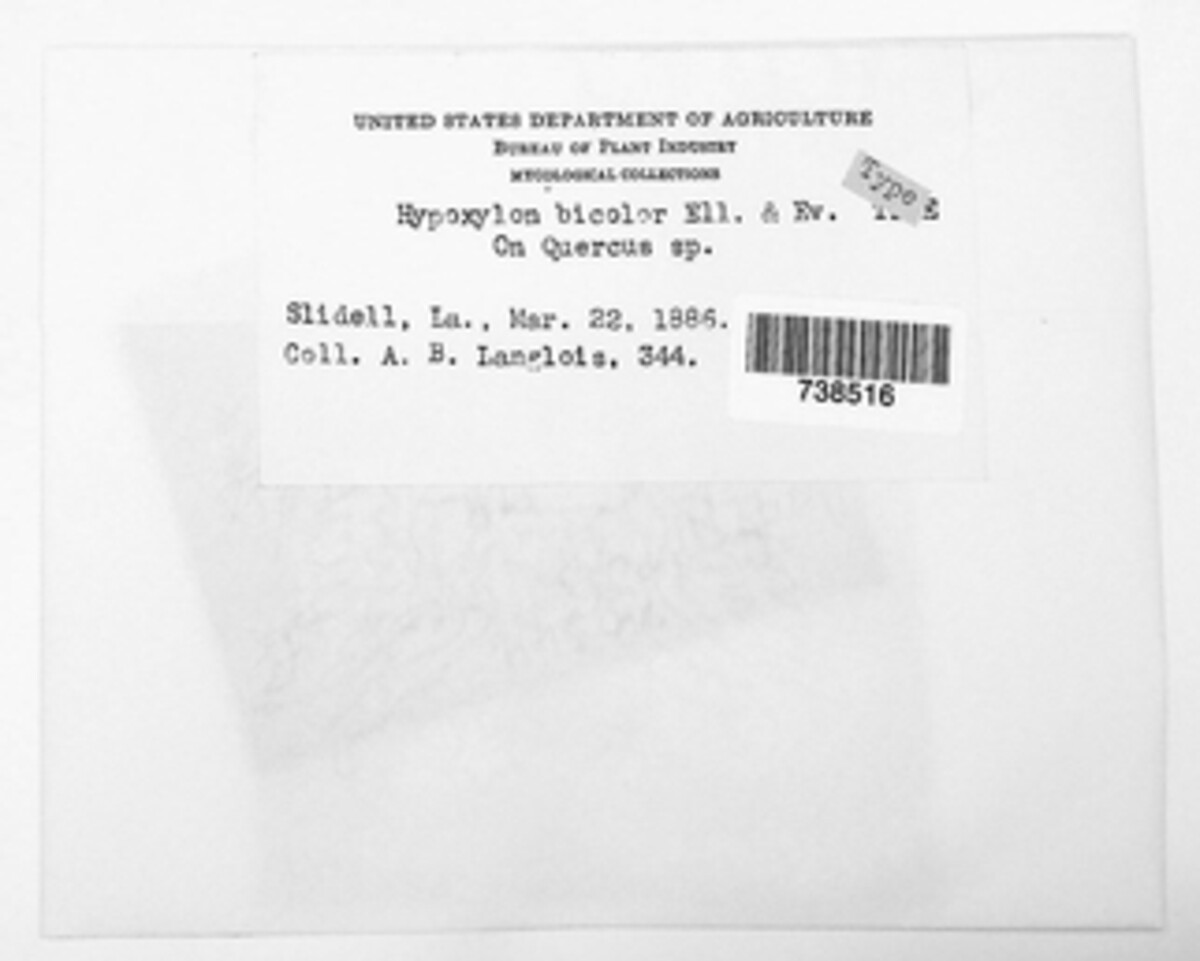 UNITED STATES DEPARTMENT OF AGRICULTURE
BUREAU OF PLANT INDUSTRY
MYCOLOGICAL COLLECTIONS
Type
Hypoxylon bicolor Ell. & Ev.
On Quercus sp.
Slidell, La., Mar. 22, 1886.
Coll. A. B. Langlois, 344.
738516